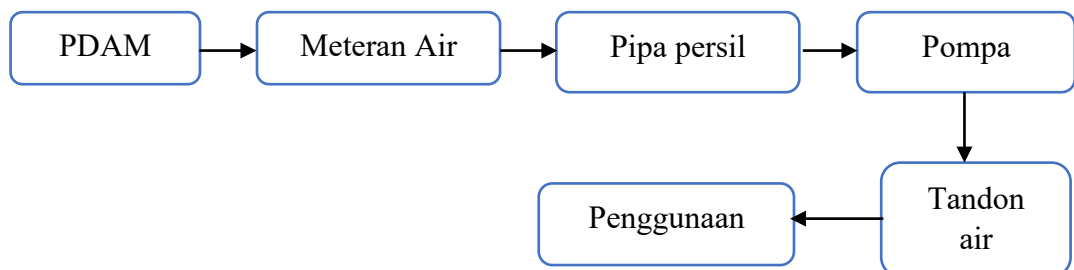 PDAM
Meteran Air
Pipa persil
Pompa
Tandon
air
Penggunaan